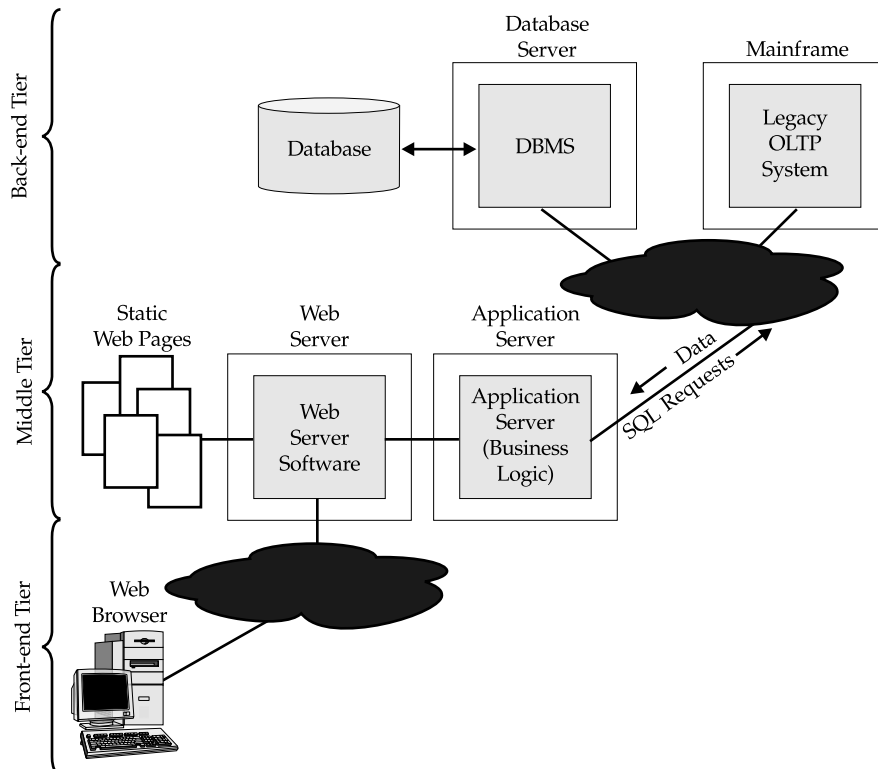 Back-end Tier
Database
Server
Mainframe
Database
DBMS
Legacy
OLTP
System
Middle Tier
Static
Web Pages
Web
Server
Application
Server
Data
SQL Requests
Web
Server
Software
Application
Server
(Business
Logic)
Front-end Tier
Web
Browser